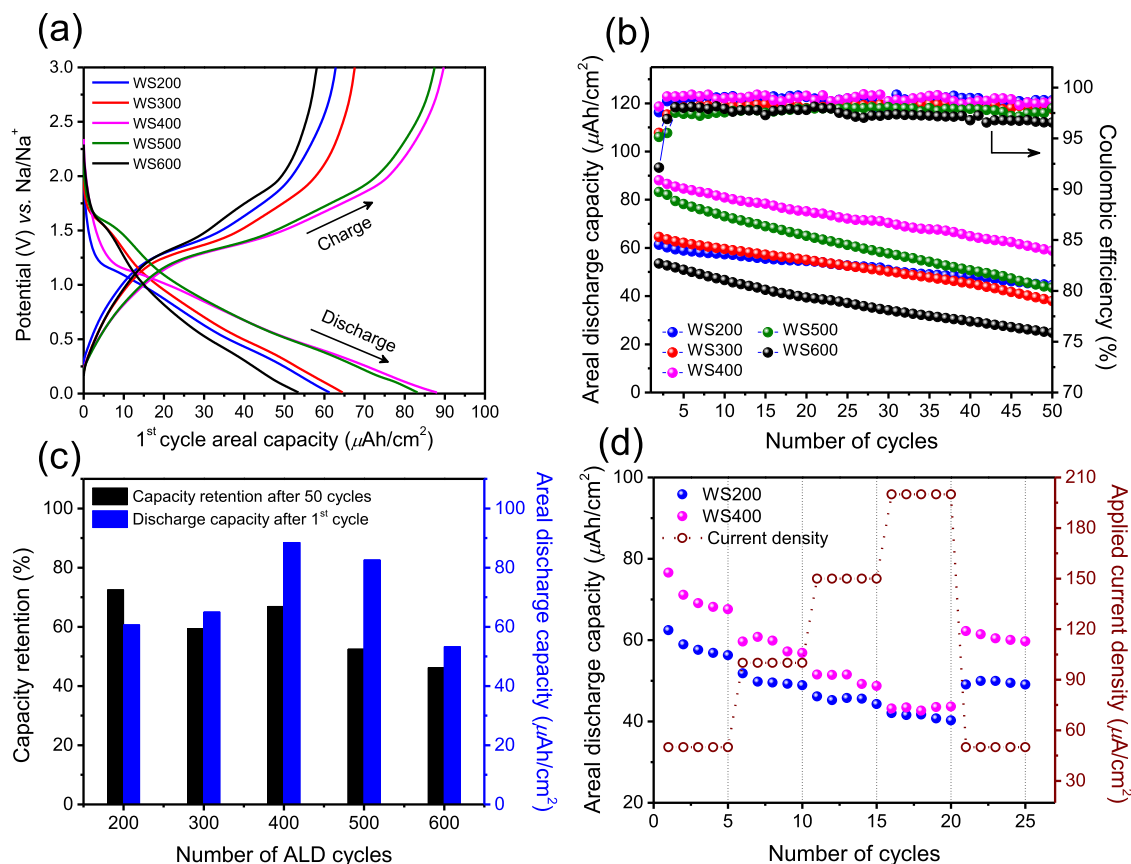 (a)
3.0
2.5
2.0
1.5
1.0
0.5
0.0
Potential (V) vs. Na/Na⁺
WS200
WS300
WS400
WS500
WS600
Charge
Discharge
0 10 20 30 40 50 60 70 80 90 100
1ˢᵗ cycle areal capacity (μAh/cm²)
(b)
120
100
80
60
40
20
0
Areal discharge capacity (μAh/cm²)
WS200 WS500
WS300 WS600
WS400
100
95
90
85
80
75
70
Coulombic efficiency (%)
5 10 15 20 25 30 35 40 45 50
Number of cycles
(c)
100
80
60
40
20
0
Capacity retention (%)
Capacity retention after 50 cycles
Discharge capacity after 1ˢᵗ cycle
100
80
60
40
20
0
Areal discharge capacity (μAh/cm²)
200 300 400 500 600
Number of ALD cycles
(d)
100
90
80
70
60
50
40
30
20
Areal discharge capacity (μAh/cm²)
WS200
WS400
Current density
210
180
150
120
90
60
30
Applied current density (μA/cm²)
0 5 10 15 20 25
Number of cycles